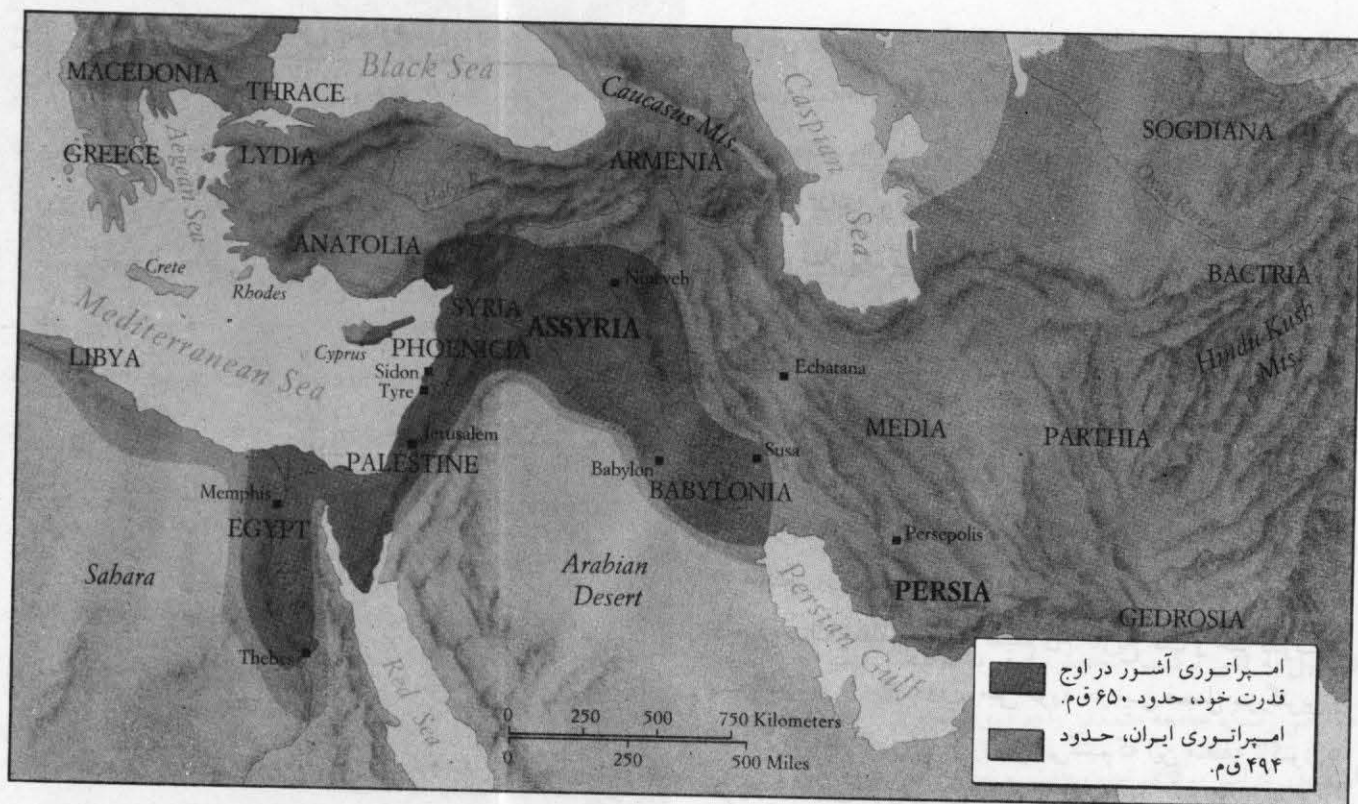 MACEDONIA
Black Sea
THRACE
Caucasus Mts.
Caspian
Sea
SOGDIANA
GREECE
Aegean Sea
LYDIA
ARMENIA
Oxus River
ANATOLIA
Crete
Rhodes
Nineveh
BACTRIA
Mediterranean Sea
SYRIA
ASSYRIA
Hindu Kush
Mts.
LIBYA
Cyprus
PHOENICIA
Sidon
Tyre
Ecbatana
MEDIA
PARTHIA
Jerusalem
PALESTINE
Babylon
Susa
BABYLONIA
Memphis
EGYPT
Persepolis
Sahara
Arabian
Desert
PERSIA
Persian Gulf
GEDROSIA
Thebes
Red
Sea
0 250 500 750 Kilometers
0 250 500 Miles
امپراتوری آشور در اوج
قدرت خود، حدود ۶۵۰ ق‌م.
امپراتوری ایران، حدود
۴۹۴ ق‌م.